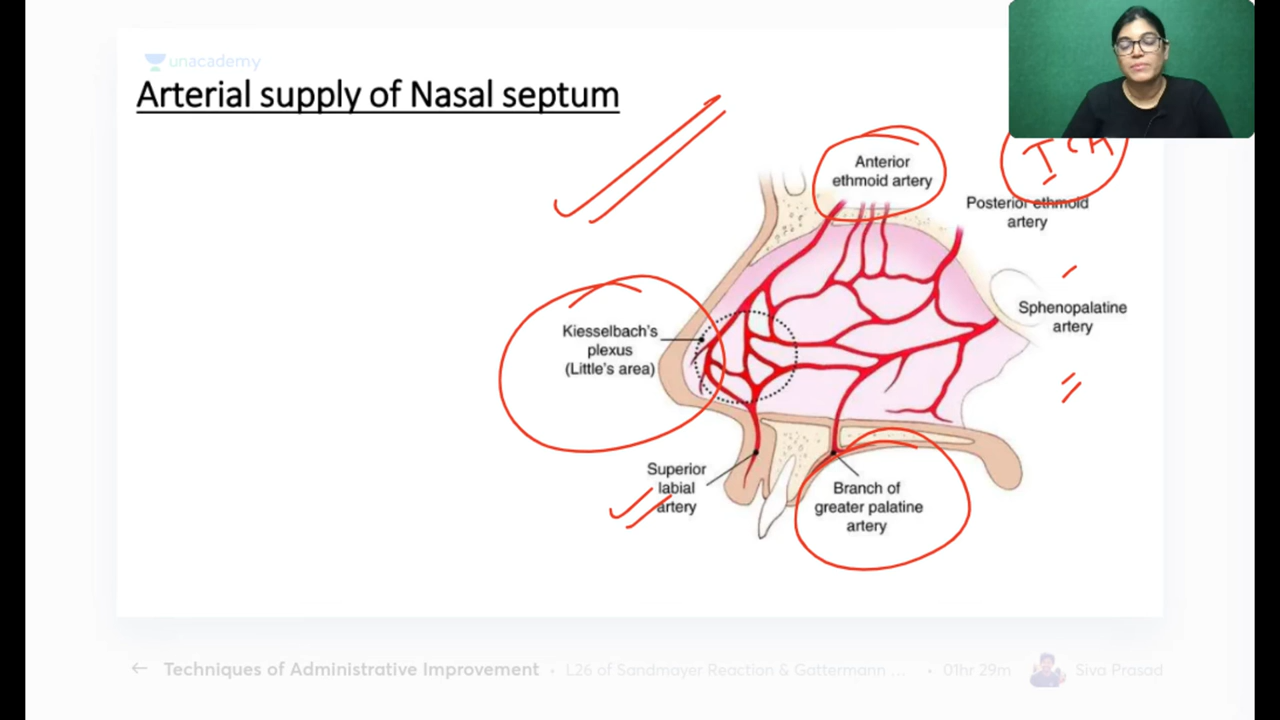 unacademy
Arterial supply of Nasal septum
ICA
Anterior
ethmoid artery
Posterior ethmoid
artery
Sphenopalatine
artery
Kiesselbach's
plexus
(Little's area)
Superior
labial
artery
Branch of
greater palatine
artery
← Techniques of Administrative Improvement • L26 of Sandmayer Reaction & Gattermann ... • 01hr 29m Siva Prasad